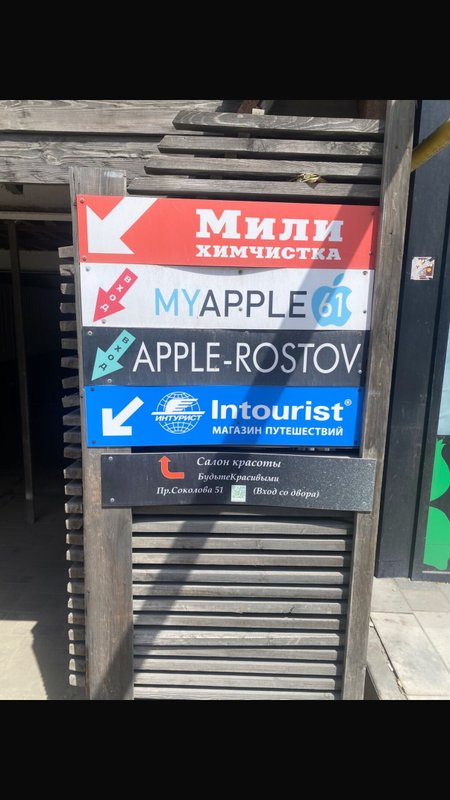 Мили
ХИМЧИСТКА
вход
MYAPPLE 61
вход
APPLE-ROSTOV.
ИНТУРИСТ
Intourist®
МАГАЗИН ПУТЕШЕСТВИЙ
Салон красоты
БудьтеКрасивыми
Пр.Соколова 51 (Вход со двора)